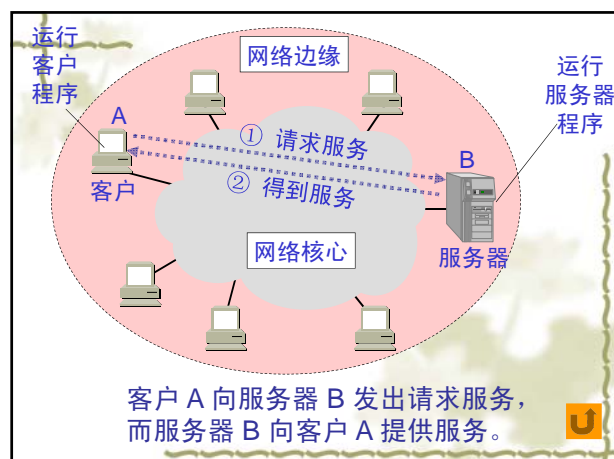 运行
客户
程序
网络边缘
运行
服务器
程序
A
① 请求服务
B
② 得到服务
客户
网络核心
服务器
客户 A 向服务器 B 发出请求服务，
而服务器 B 向客户 A 提供服务。